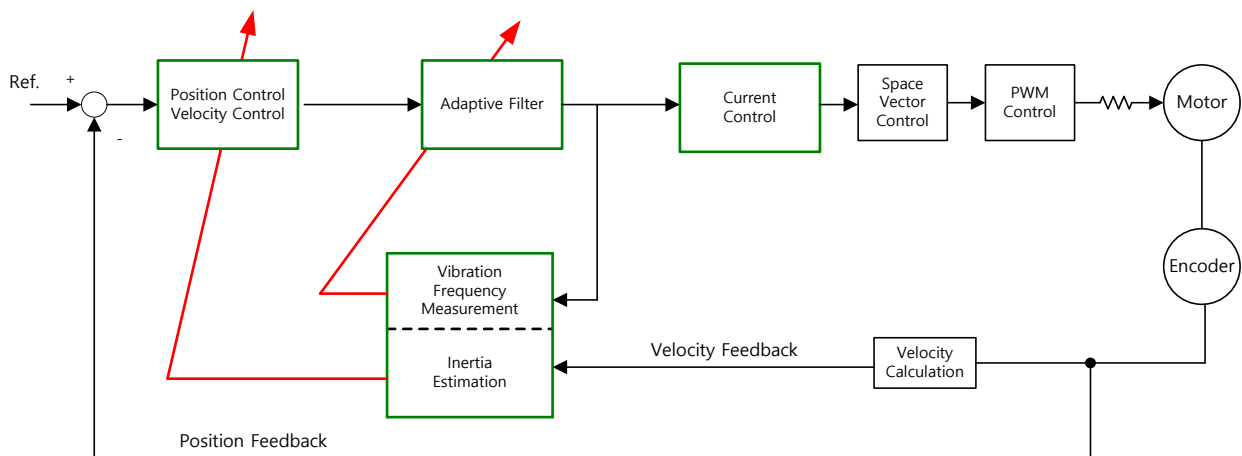 Ref.
+
-
Position Control
Velocity Control
Adaptive Filter
Current
Control
Space
Vector
Control
PWM
Control
Motor
Encoder
Vibration
Frequency
Measurement
Inertia
Estimation
Velocity Feedback
Velocity
Calculation
Position Feedback